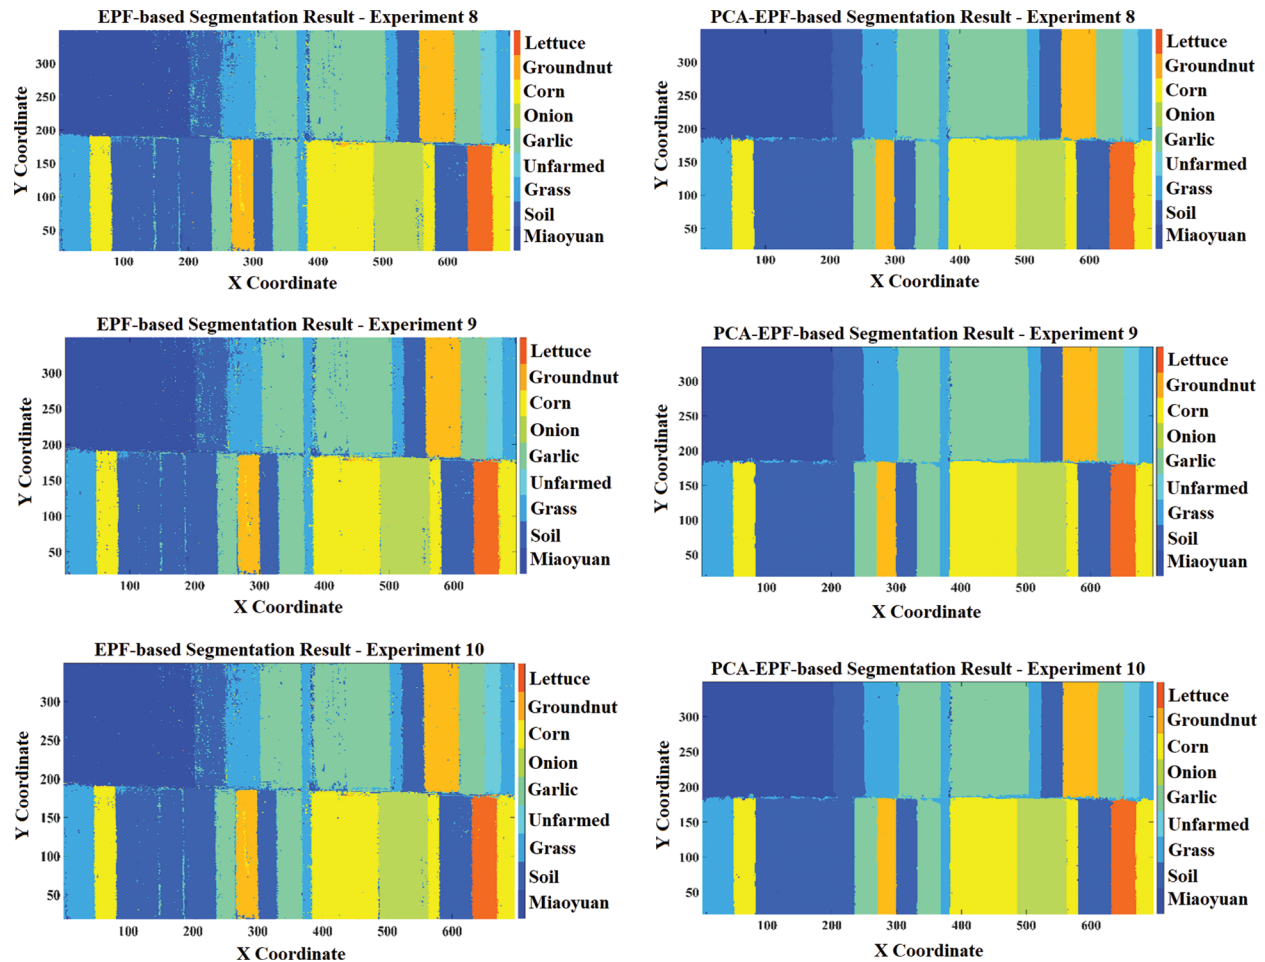 EPF-based Segmentation Result - Experiment 8
Y Coordinate
300
250
200
150
100
50
100 200 300 400 500 600
X Coordinate
Lettuce
Groundnut
Corn
Onion
Garlic
Unfarmed
Grass
Soil
Miaoyuan
PCA-EPF-based Segmentation Result - Experiment 8
Y Coordinate
300
250
200
150
100
50
100 200 300 400 500 600
X Coordinate
Lettuce
Groundnut
Corn
Onion
Garlic
Unfarmed
Grass
Soil
Miaoyuan
EPF-based Segmentation Result - Experiment 9
Y Coordinate
300
250
200
150
100
50
100 200 300 400 500 600
X Coordinate
Lettuce
Groundnut
Corn
Onion
Garlic
Unfarmed
Grass
Soil
Miaoyuan
PCA-EPF-based Segmentation Result - Experiment 9
Y Coordinate
300
250
200
150
100
50
100 200 300 400 500 600
X Coordinate
Lettuce
Groundnut
Corn
Onion
Garlic
Unfarmed
Grass
Soil
Miaoyuan
EPF-based Segmentation Result - Experiment 10
Y Coordinate
300
250
200
150
100
50
100 200 300 400 500 600
X Coordinate
Lettuce
Groundnut
Corn
Onion
Garlic
Unfarmed
Grass
Soil
Miaoyuan
PCA-EPF-based Segmentation Result - Experiment 10
Y Coordinate
300
250
200
150
100
50
100 200 300 400 500 600
X Coordinate
Lettuce
Groundnut
Corn
Onion
Garlic
Unfarmed
Grass
Soil
Miaoyuan